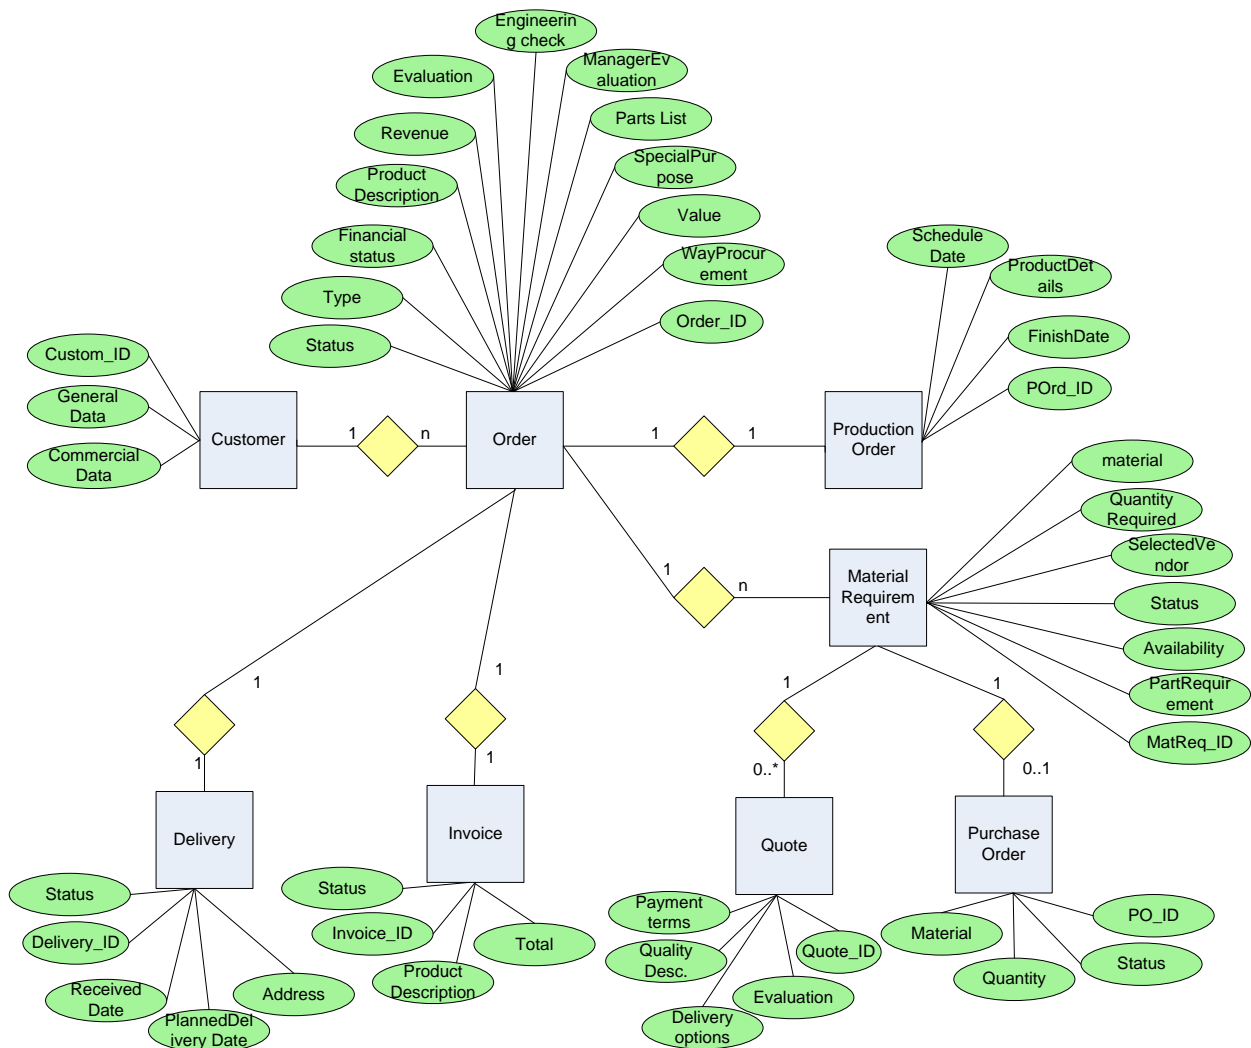 Engineerin
g check
ManagerEv
aluation
Evaluation
Parts List
Revenue
SpecialPur
pose
Product
Description
Value
Financial
status
WayProcur
ement
Type
Order_ID
Status
Schedule
Date
ProductDet
ails
FinishDate
POrd_ID
Custom_ID
General
Data
Commercial
Data
Customer
1
n
Order
1
1
Production
Order
material
Quantity
Required
SelectedVe
ndor
Status
Availability
PartRequir
ement
MatReq_ID
1
n
Material
Requirem
ent
1
1
1
1
1
1
0..*
0..1
Delivery
Invoice
Quote
Purchase
Order
Status
Delivery_ID
Received
Date
PlannedDel
ivery Date
Address
Status
Invoice_ID
Product
Description
Total
Payment
terms
Quality
Desc.
Delivery
options
Evaluation
Quote_ID
Material
Quantity
Status
PO_ID